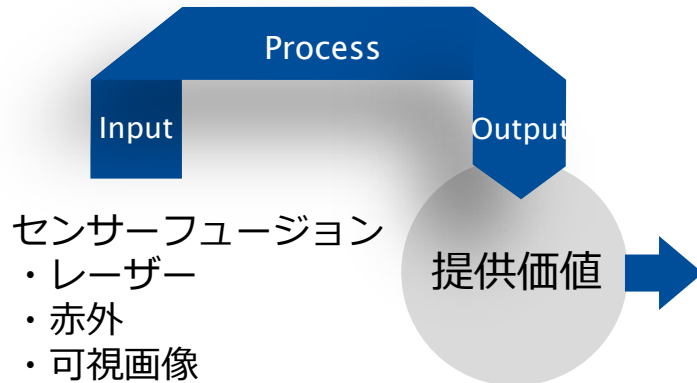 Process
Input
Output
センサーフュージョン
・レーザー
・赤外
・可視画像
提供価値